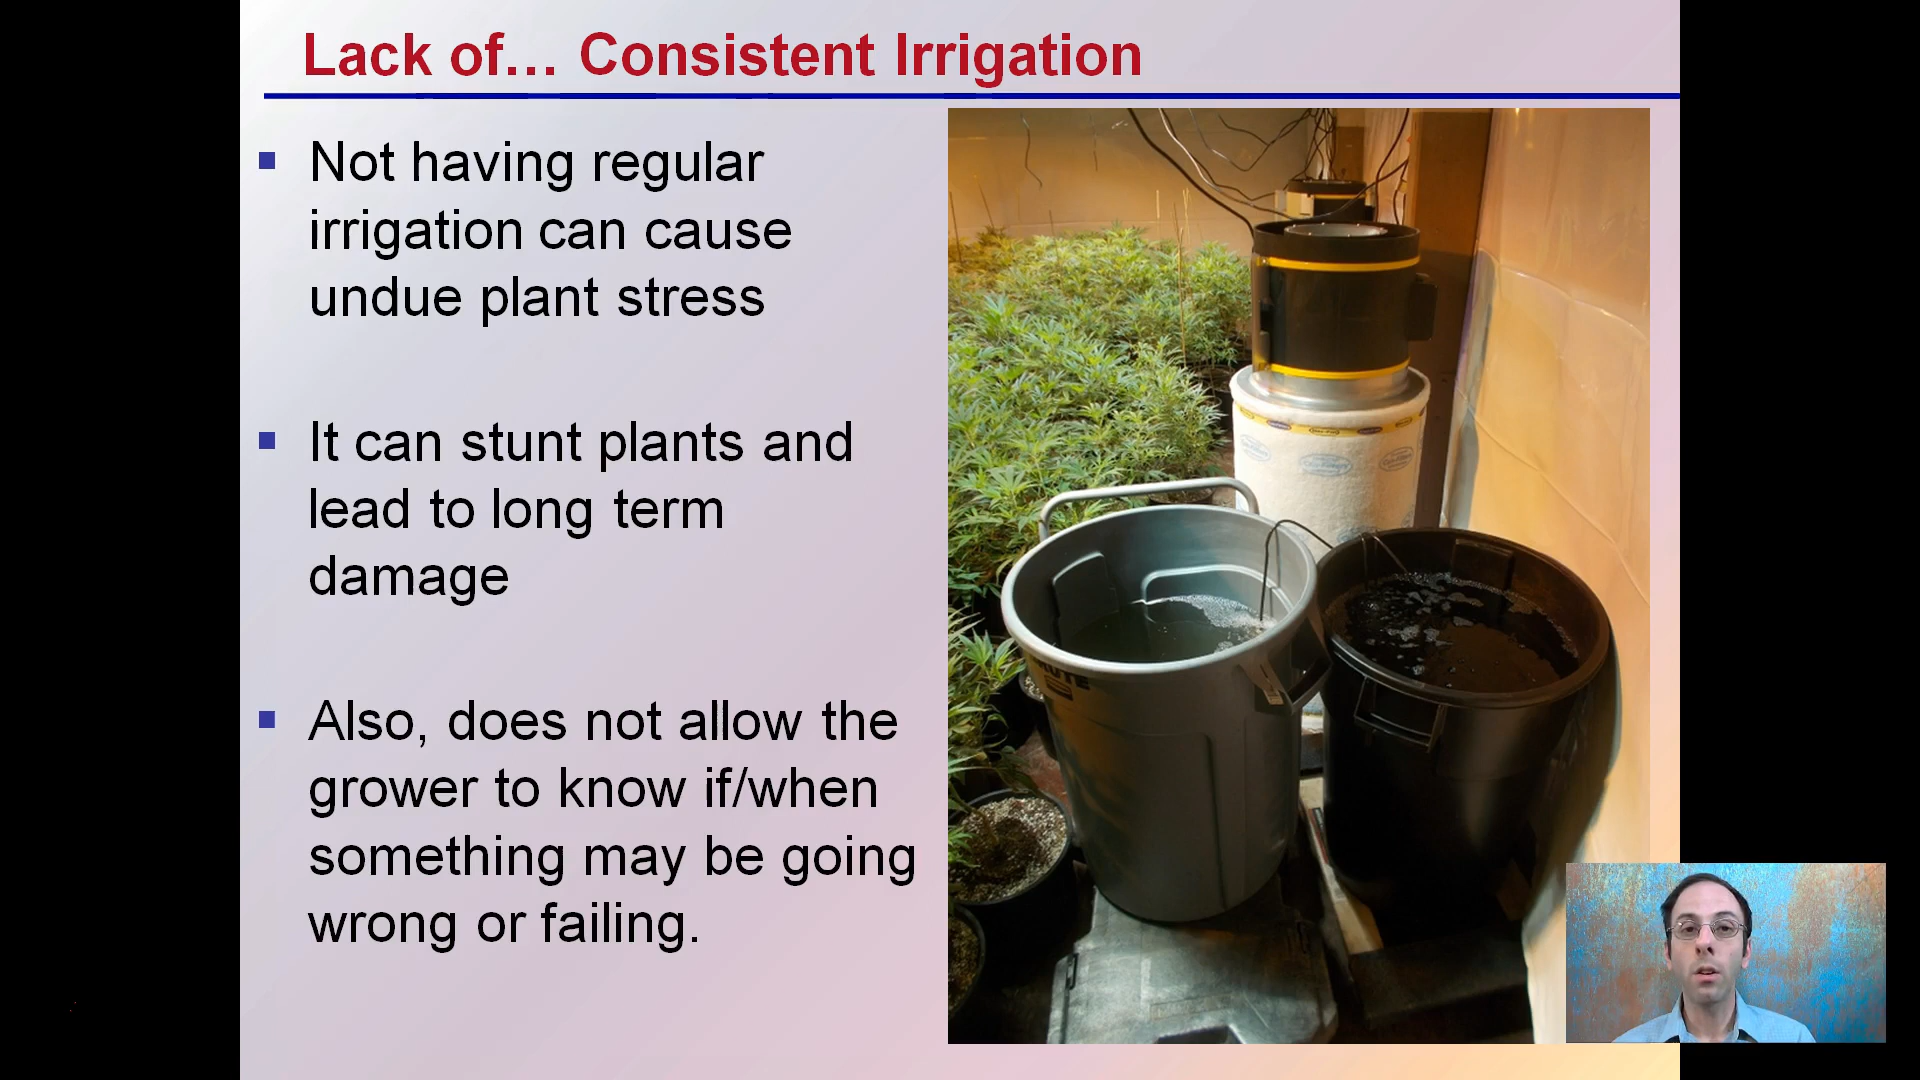 Lack of… Consistent Irrigation
Not having regular
irrigation can cause
undue plant stress
It can stunt plants and
lead to long term
damage
Also, does not allow the
grower to know if/when
something may be going
wrong or failing.